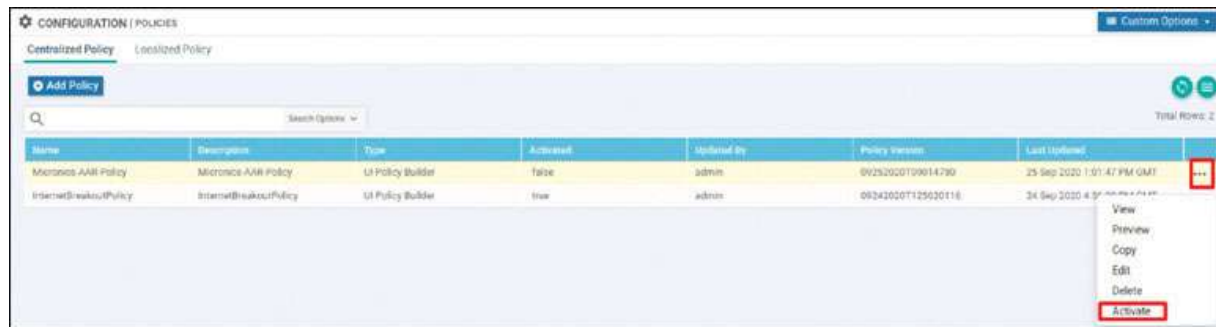 CONFIGURATION | POLICIES
Custom Options
Centralized Policy Localized Policy
Add Policy
Search Options
Total Rows: 2
Name Description Type Activated Updated By Policy Version Last Updated
Micronics-AAR-Policy Micronics-AAR-Policy UI Policy Builder false admin 25 Sep 2020 1:01:47 PM GMT
InternetBreakoutPolicy InternetBreakoutPolicy UI Policy Builder true admin 09242020T125020116 24 Sep 2020
View
Preview
Copy
Edit
Delete
Activate